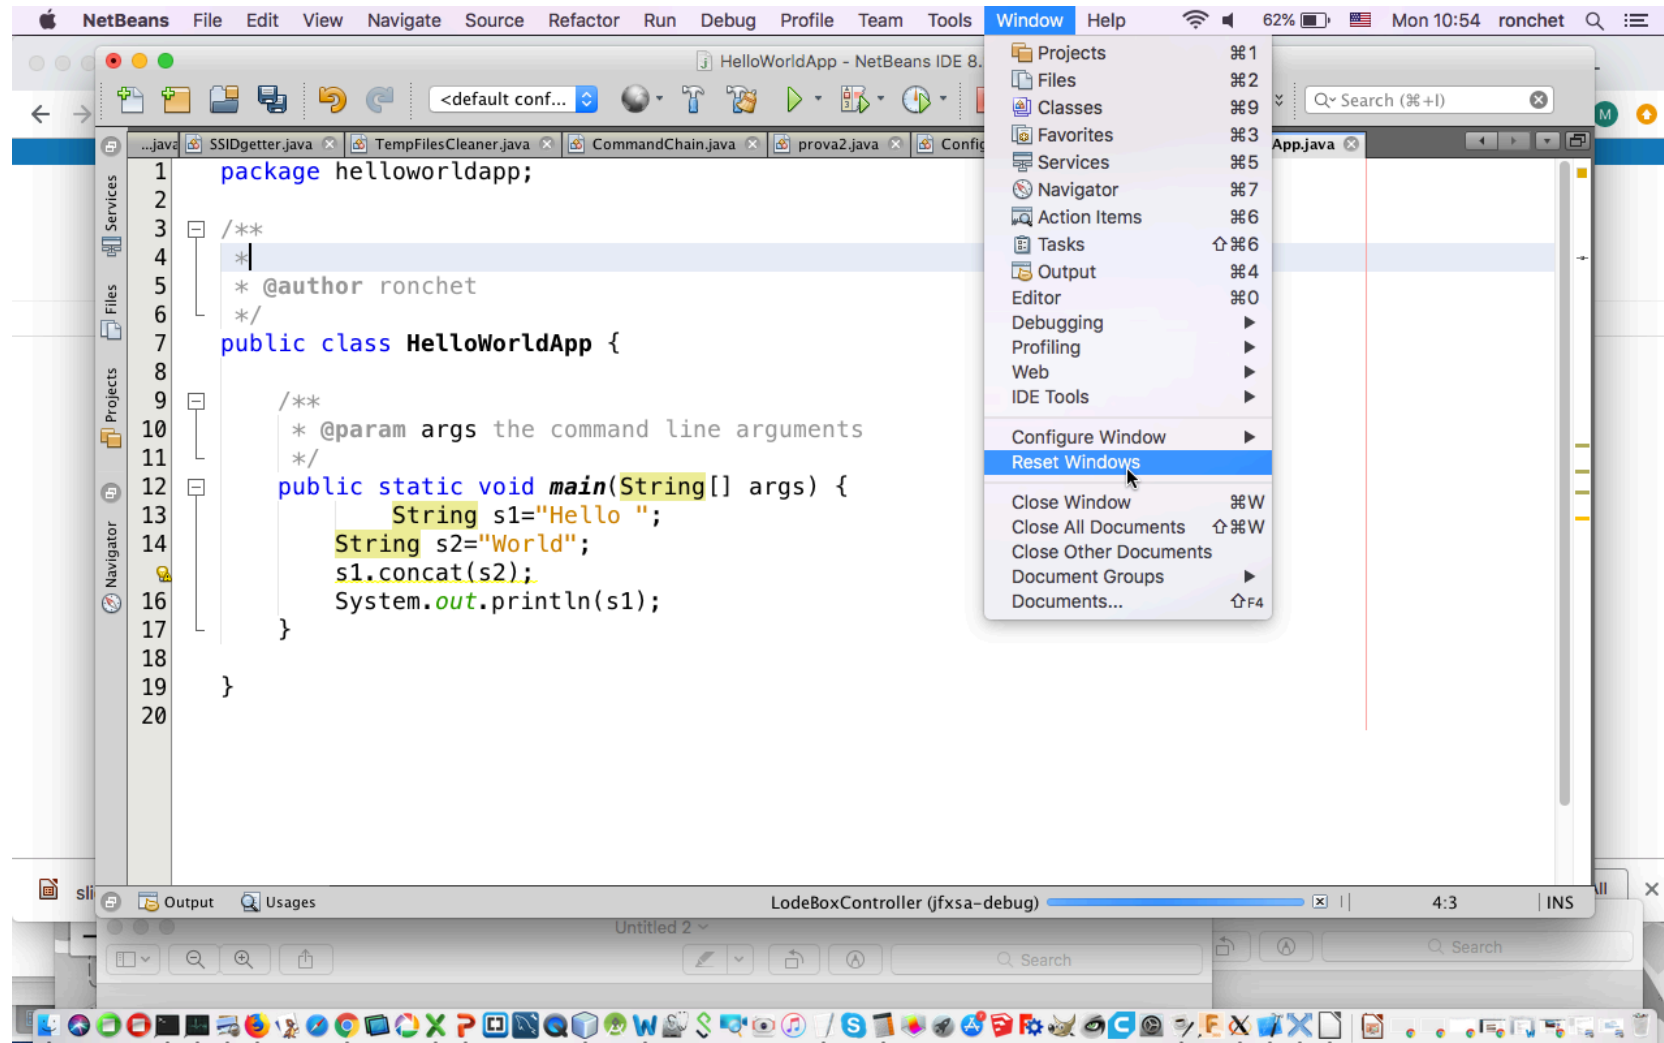 NetBeans File Edit View Navigate Source Refactor Run Debug Profile Team Tools Window Help 62% Mon 10:54 ronchet
HelloWorldApp - NetBeans IDE 8.
<default conf... Search (⌘+I)
M
...java SSIDgetter.java TempFilesCleaner.java CommandChain.java prova2.java Config App.java
Services
Files
Projects
Navigator
1 package helloworldapp;
2
3 /**
4 *
5 * @author ronchet
6 */
7 public class HelloWorldApp {
8
9 /**
10 * @param args the command line arguments
11 */
12 public static void main(String[] args) {
13 String s1="Hello ";
14 String s2="World";
s1.concat(s2);
16 System.out.println(s1);
17 }
18
19 }
20
Projects ⌘1
Files ⌘2
Classes ⌘9
Favorites ⌘3
Services ⌘5
Navigator ⌘7
Action Items ⌘6
Tasks ⇧⌘6
Output ⌘4
Editor ⌘0
Debugging
Profiling
Web
IDE Tools
Configure Window
Reset Windows
Close Window ⌘W
Close All Documents ⇧⌘W
Close Other Documents
Document Groups
Documents... ⇧F4
sli
Output Usages LodeBoxController (jfxsa-debug) 4:3 INS
Untitled 2
Search
Search